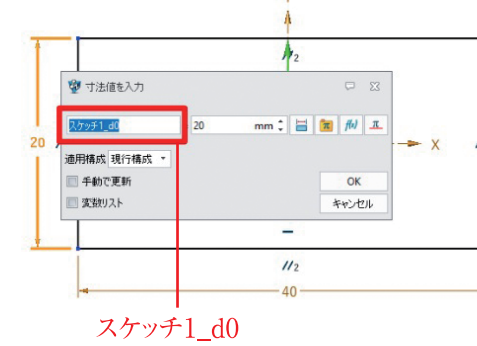 //2
寸法値を入力
スケッチ1_d0
20
mm
π
f(x)
20
X
適用構成 現行構成
手動で更新
OK
変数リスト
キャンセル
//2
40
スケッチ1_d0